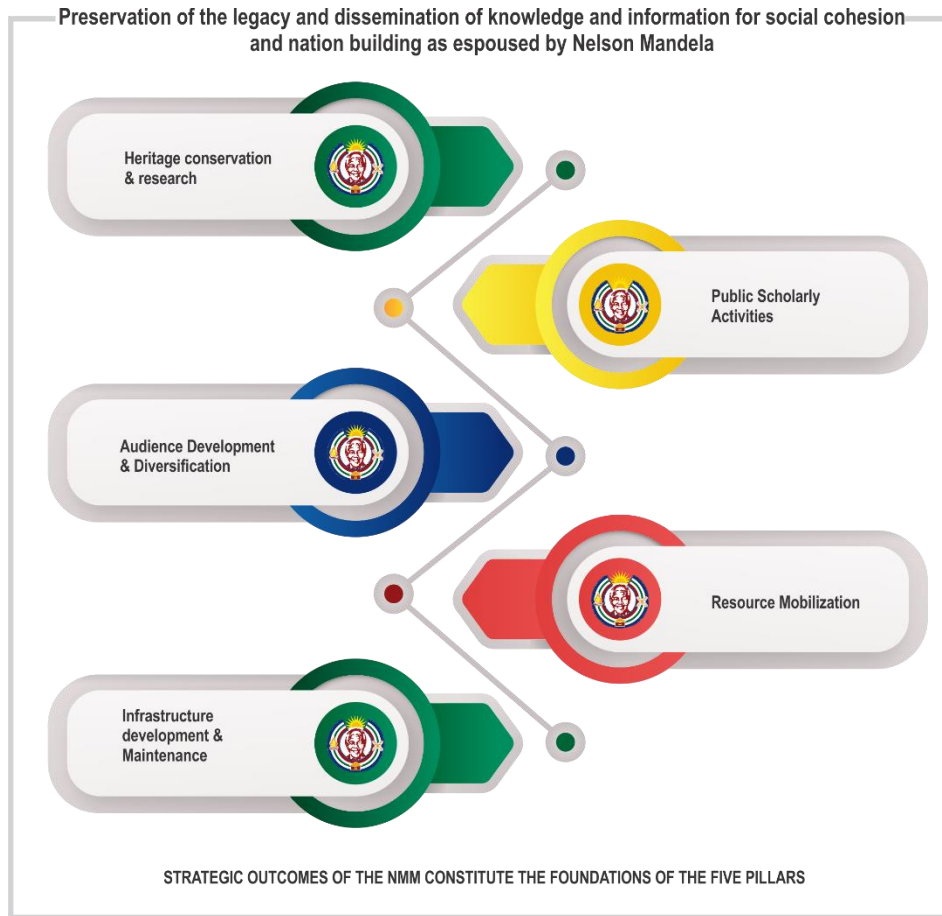 Preservation of the legacy and dissemination of knowledge and information for social cohesion
and nation building as espoused by Nelson Mandela
Heritage conservation
& research
Public Scholarly
Activities
Audience Development
& Diversification
Resource Mobilization
Infrastructure
development &
Maintenance
STRATEGIC OUTCOMES OF THE NMM CONSTITUTE THE FOUNDATIONS OF THE FIVE PILLARS